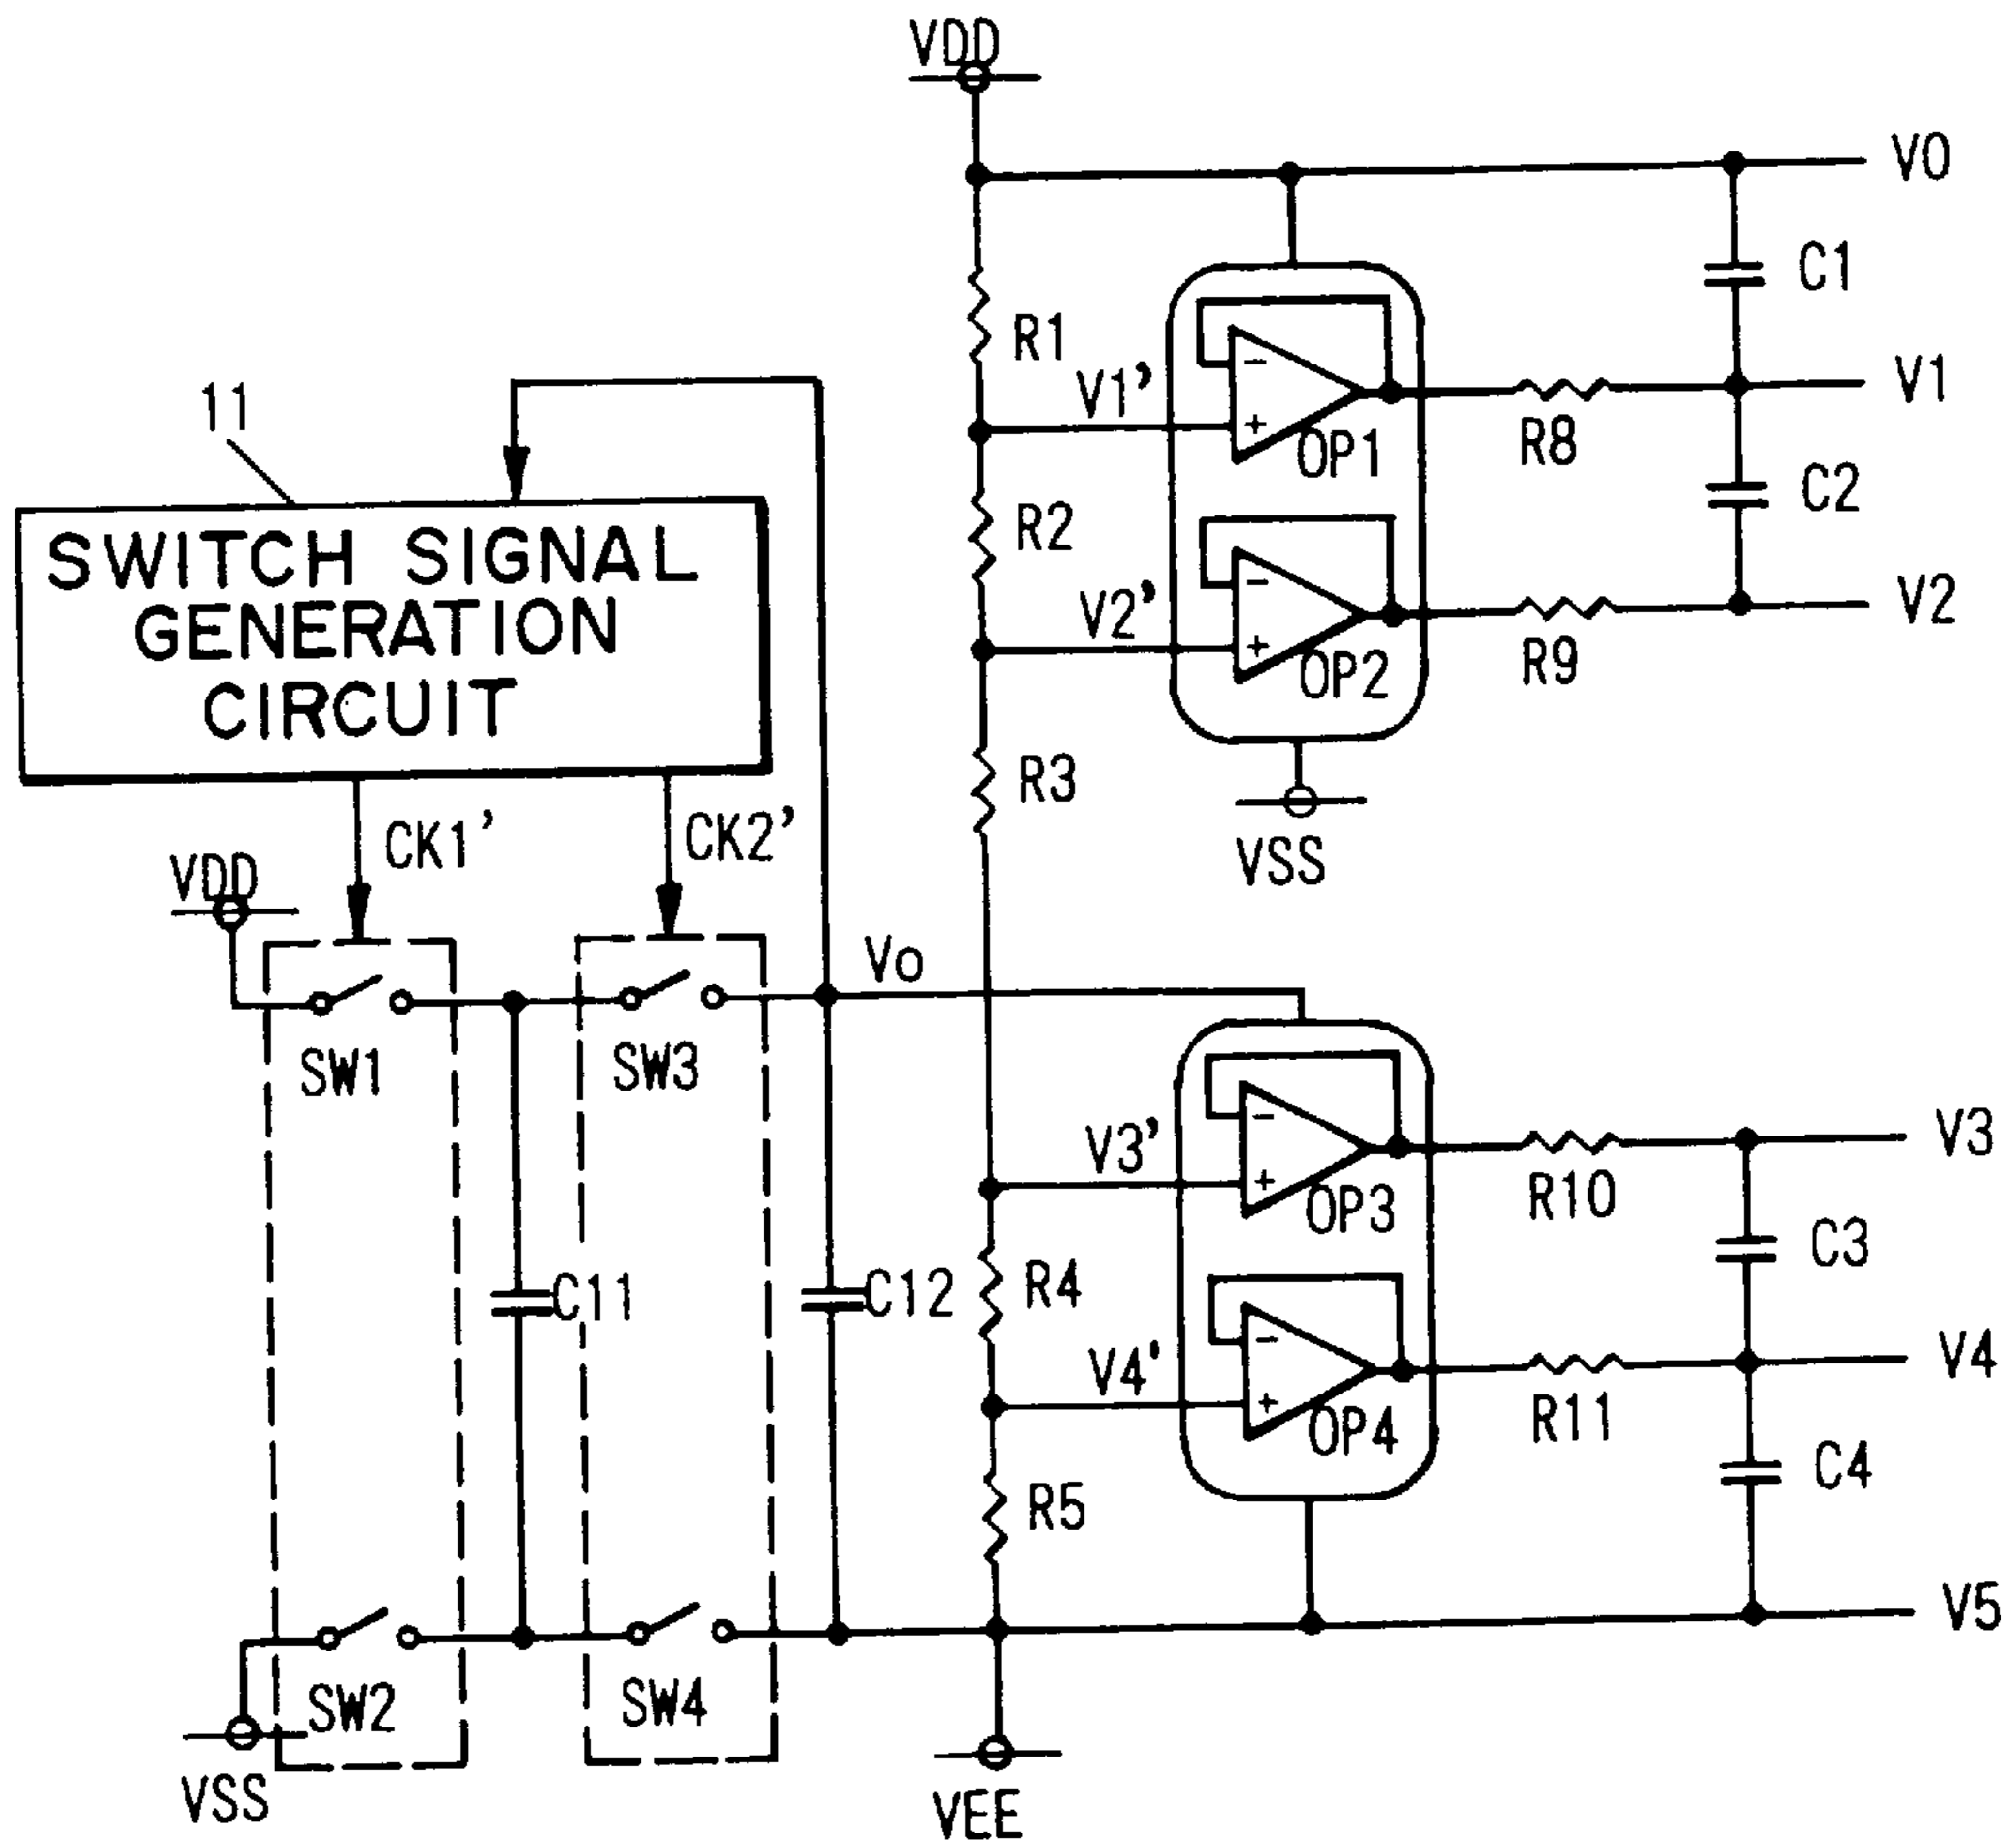 VDD
V0
C1
R1
V1'
-
+
OP1
R8
V1
11
C2
R2
SWITCH SIGNAL
GENERATION
CIRCUIT
V2'
-
+
OP2
R9
V2
R3
CK1'
CK2'
VSS
VDD
Vo
SW1
SW3
V3'
-
+
OP3
R10
V3
C3
C11
C12
R4
V4'
-
+
OP4
R11
V4
C4
R5
V5
SW2
SW4
VSS
VEE